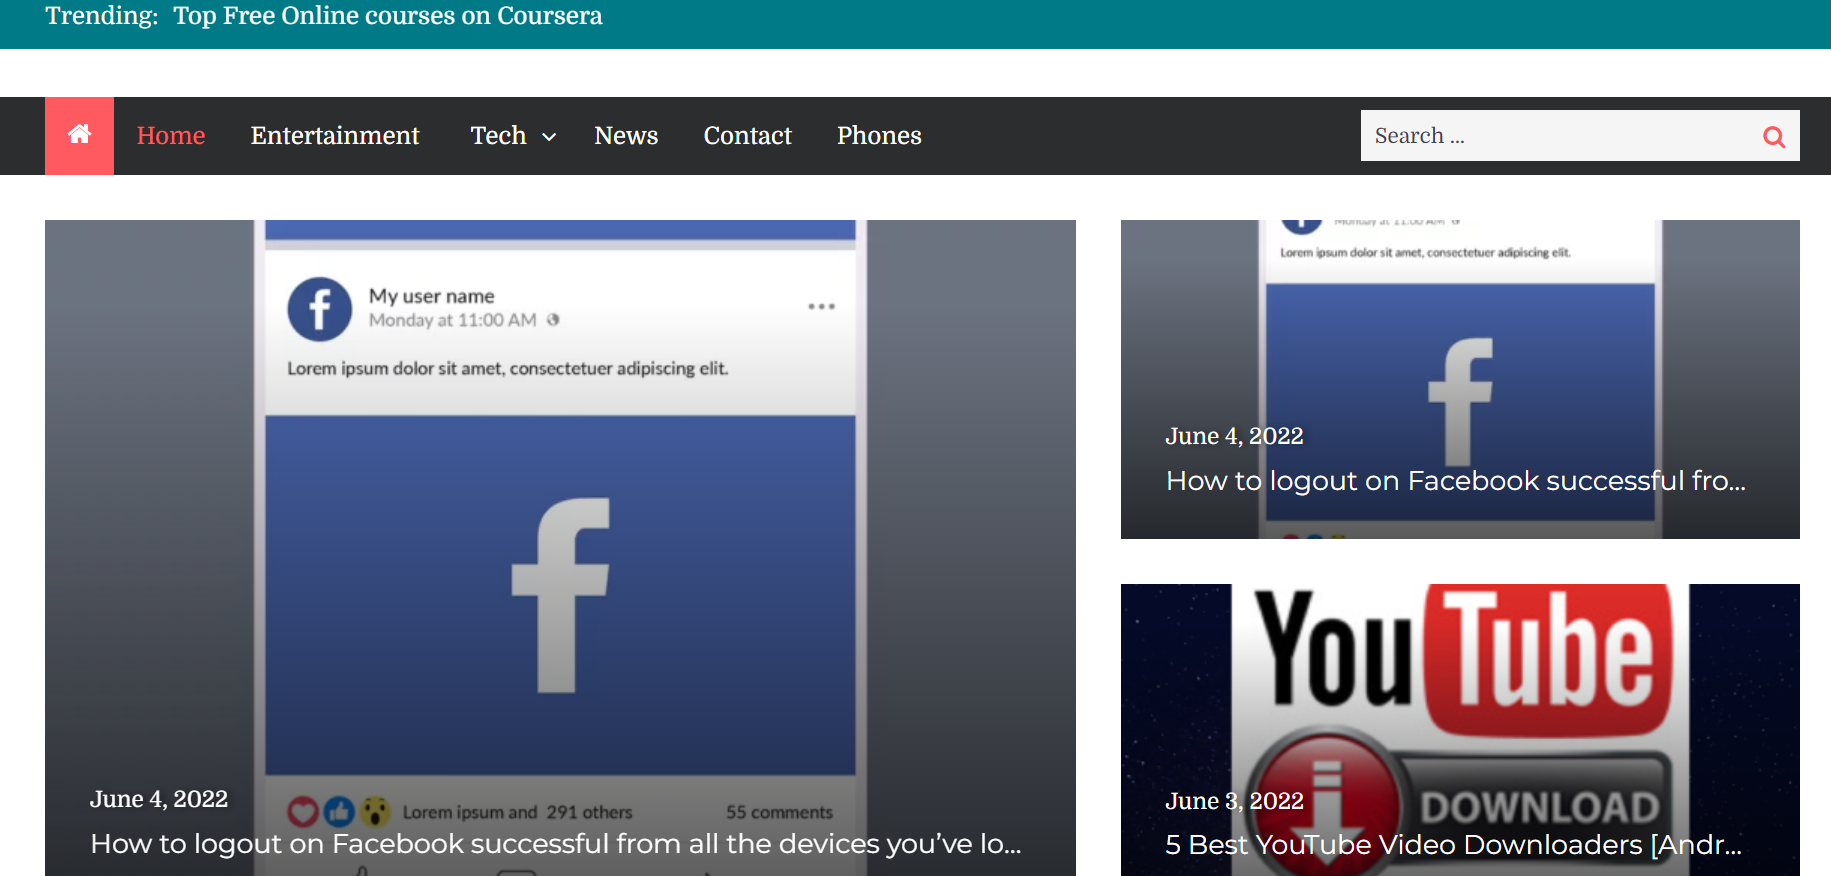 Trending: Top Free Online courses on Coursera
Home Entertainment Tech News Contact Phones
Search ...
My user name
Monday at 11:00 AM
Lorem ipsum dolor sit amet, consectetuer adipiscing elit.
f
June 4, 2022
Lorem ipsum and 291 others 55 comments
How to logout on Facebook successful from all the devices you've lo...
Monday at 11:00 AM
Lorem ipsum dolor sit amet, consectetuer adipiscing elit.
f
June 4, 2022
How to logout on Facebook successful fro...
YouTube
DOWNLOAD
June 3, 2022
5 Best YouTube Video Downloaders [Andr...